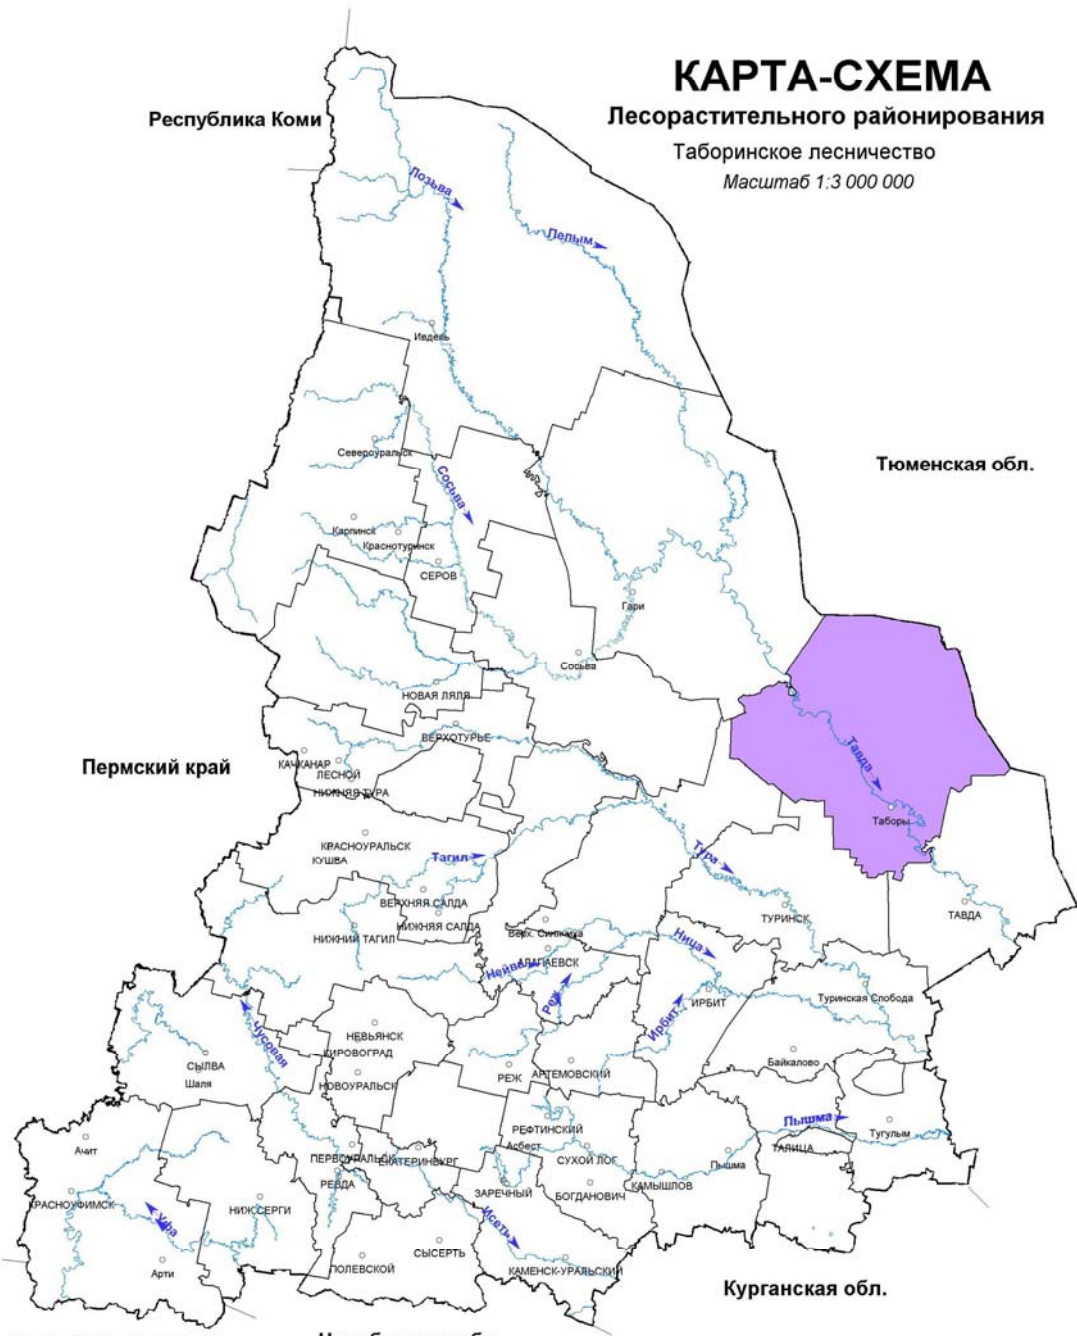 КАРТА-СХЕМА
Лесорастительного районирования
Таборинское лесничество
Масштаб 1:3 000 000
Республика Коми
Лозьва
Пелым
Ивдель
Североуральск
Сосьва
Тюменская обл.
Карпинск
Краснотуринск
СЕРОВ
Гари
Сосьва
НОВАЯ ЛЯЛЯ
ВЕРХОТУРЬЕ
Тавда
Пермский край
КАЧКАНАР
ЛЕСНОЙ
НИЖНЯЯ ТУРА
Таборы
КРАСНОУРАЛЬСК
КУШВА
Тагил
Тура
ВЕРХНЯЯ САЛДА
НИЖНЯЯ САЛДА
ТУРИНСК
ТАВДА
НИЖНИЙ ТАГИЛ
Верх. Синячиха
Ница
АЛАПАЕВСК
Нейва
Реж
ИРБИТ
Туринская Слобода
Ирбит
Чусовая
НЕВЬЯНСК
КИРОВОГРАД
Байкалово
СЫЛВА
Шаля
НОВОУРАЛЬСК
РЕЖ
АРТЕМОВСКИЙ
Пышма
РЕФТИНСКИЙ
Тугулым
Ачит
Асбест
ТАЛИЦА
ПЕРВОУРАЛЬСК
ЕКАТЕРИНБУРГ
СУХОЙ ЛОГ
Пышма
РЕВДА
ЗАРЕЧНЫЙ
БОГДАНОВИЧ
КАМЫШЛОВ
КРАСНОУФИМСК
НИЖ.СЕРГИ
Уфа
Исеть
СЫСЕРТЬ
Арти
ПОЛЕВСКОЙ
КАМЕНСК-УРАЛЬСКИЙ
Курганская обл.